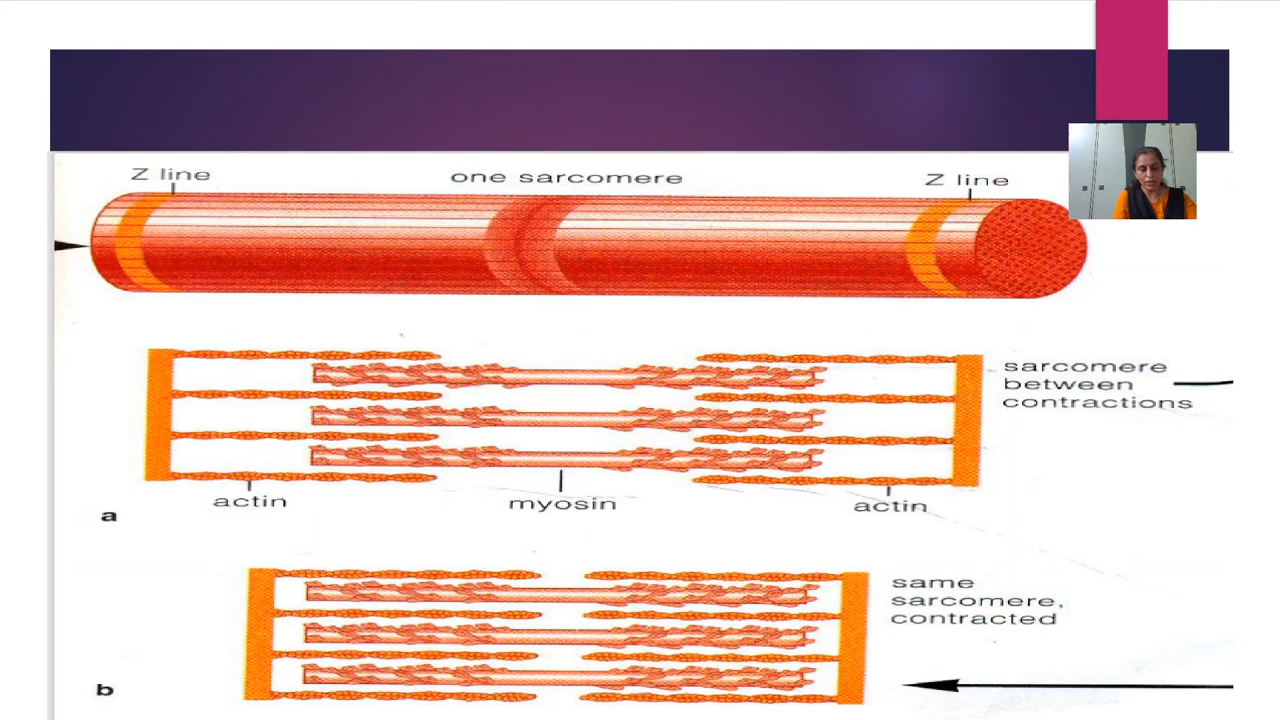 Z line
one sarcomere
Z line
sarcomere
between
contractions
actin
myosin
actin
a
same
sarcomere,
contracted
b